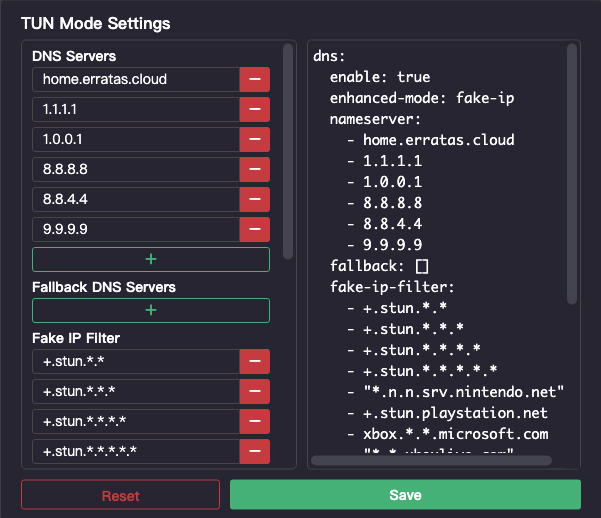 TUN Mode Settings
DNS Servers
home.erratas.cloud
1.1.1.1
1.0.0.1
8.8.8.8
8.8.4.4
9.9.9.9
Fallback DNS Servers
Fake IP Filter
+.stun.*.*
+.stun.*.*.*
+.stun.*.*.*.*
+.stun.*.*.*.*.*
dns:
enable: true
enhanced-mode: fake-ip
nameserver:
- home.erratas.cloud
- 1.1.1.1
- 1.0.0.1
- 8.8.8.8
- 8.8.4.4
- 9.9.9.9
fallback: []
fake-ip-filter:
- +.stun.*.*
- +.stun.*.*.*
- +.stun.*.*.*.*
- +.stun.*.*.*.*.*
- "*.n.n.srv.nintendo.net"
- +.stun.playstation.net
- xbox.*.*.microsoft.com
- "*.*.xboxlive.com"
Reset
Save